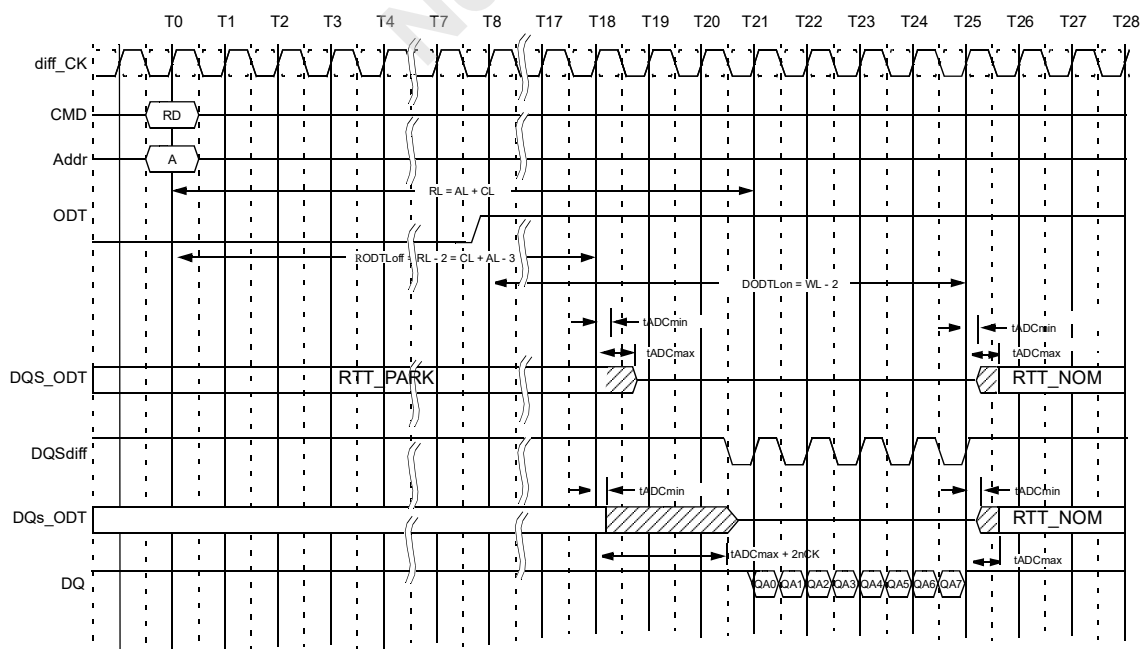 T0 T1 T2 T3 T4 T7 T8 T17 T18 T19 T20 T21 T22 T23 T24 T25 T26 T27 T28
diff_CK
CMD RD
Addr A
RL = AL + CL
ODT
RODTLoff = RL - 2 = CL + AL - 3
DODTLon = WL - 2
tADCmin tADCmin
tADCmax tADCmax
DQS_ODT RTT_PARK RTT_NOM
DQSdiff
tADCmin tADCmin
DQs_ODT RTT_NOM
tADCmax + 2nCK tADCmax
DQ QA0 QA1 QA2 QA3 QA4 QA5 QA6 QA7